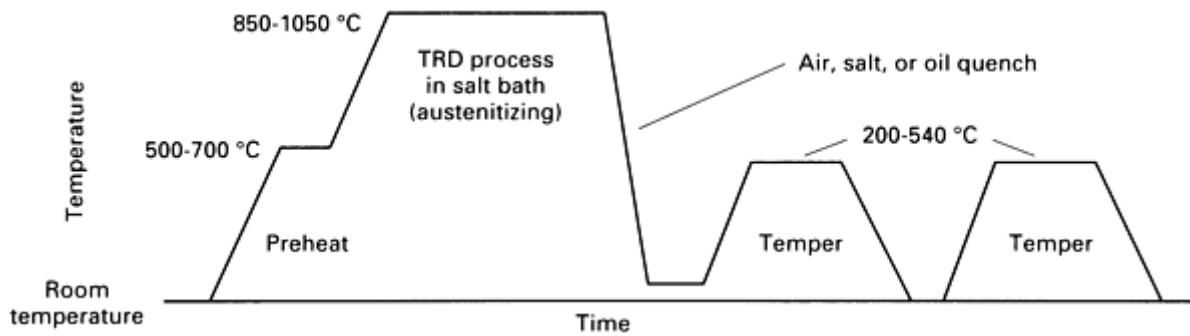 850-1050 °C
TRD process
in salt bath
(austenitizing)
Air, salt, or oil quench
500-700 °C
200-540 °C
Temperature
Preheat
Temper
Temper
Room
temperature
Time